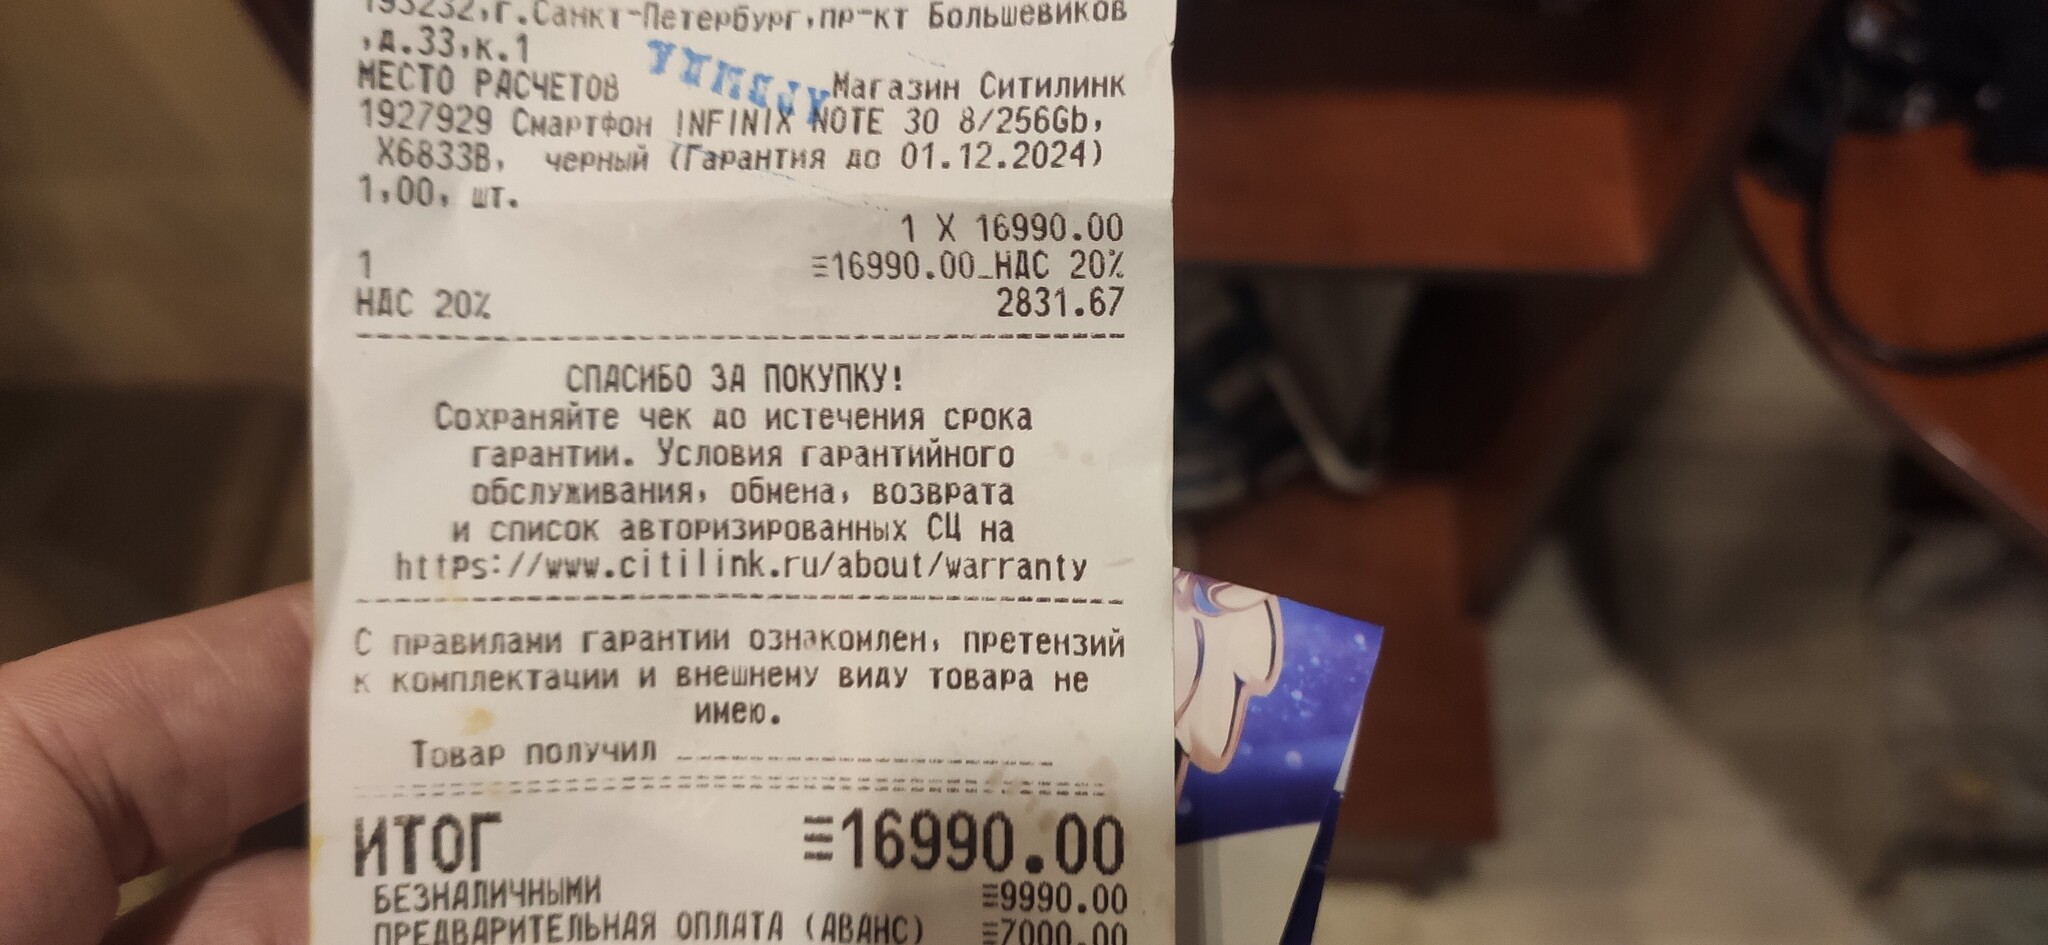 193232,г.Санкт-Петербург,пр-кт Большевиков
,д.33,к.1
МЕСТО РАСЧЕТОВ Магазин Ситилинк
1927929 Смартфон INFINIX NOTE 30 8/256Gb,
X6833B, черный (Гарантия до 01.12.2024)
1,00, шт.
1 X 16990.00
1 ≡16990.00_НДС 20%
НДС 20% 2831.67
СПАСИБО ЗА ПОКУПКУ!
Сохраняйте чек до истечения срока
гарантии. Условия гарантийного
обслуживания, обмена, возврата
и список авторизированных СЦ на
https://www.citilink.ru/about/warranty
С правилами гарантии ознакомлен, претензий
к комплектации и внешнему виду товара не
имею.
Товар получил
ИТОГ ≡16990.00
БЕЗНАЛИЧНЫМИ ≡9990.00
ПРЕДВАРИТЕЛЬНАЯ ОПЛАТА (АВАНС) ≡7000.00